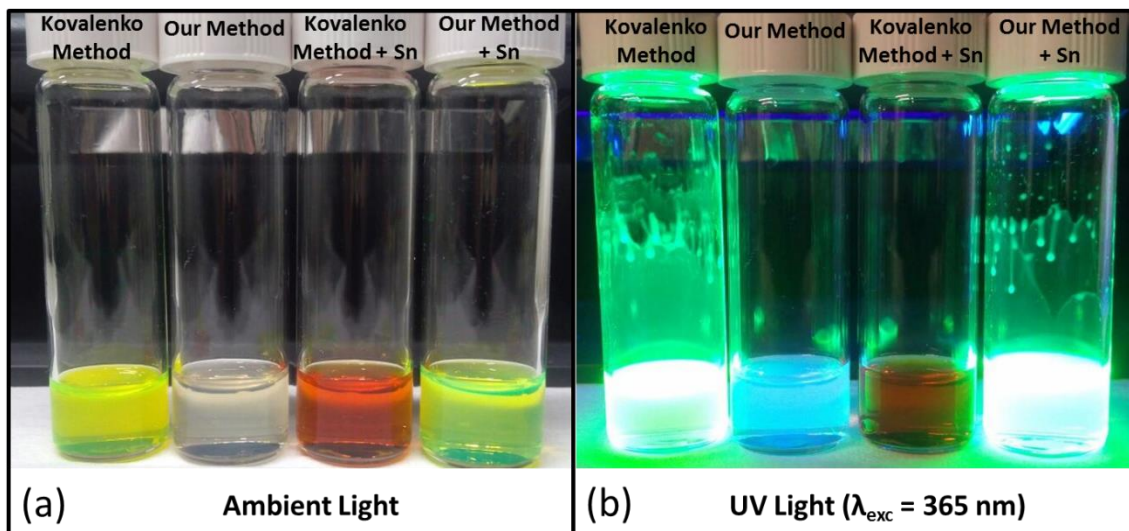 Kovalenko
Method
Our Method
Kovalenko
Method + Sn
Our Method
+ Sn
(a)
Ambient Light
Kovalenko
Method
Our Method
Kovalenko
Method + Sn
Our Method
+ Sn
(b)
UV Light (λexc = 365 nm)